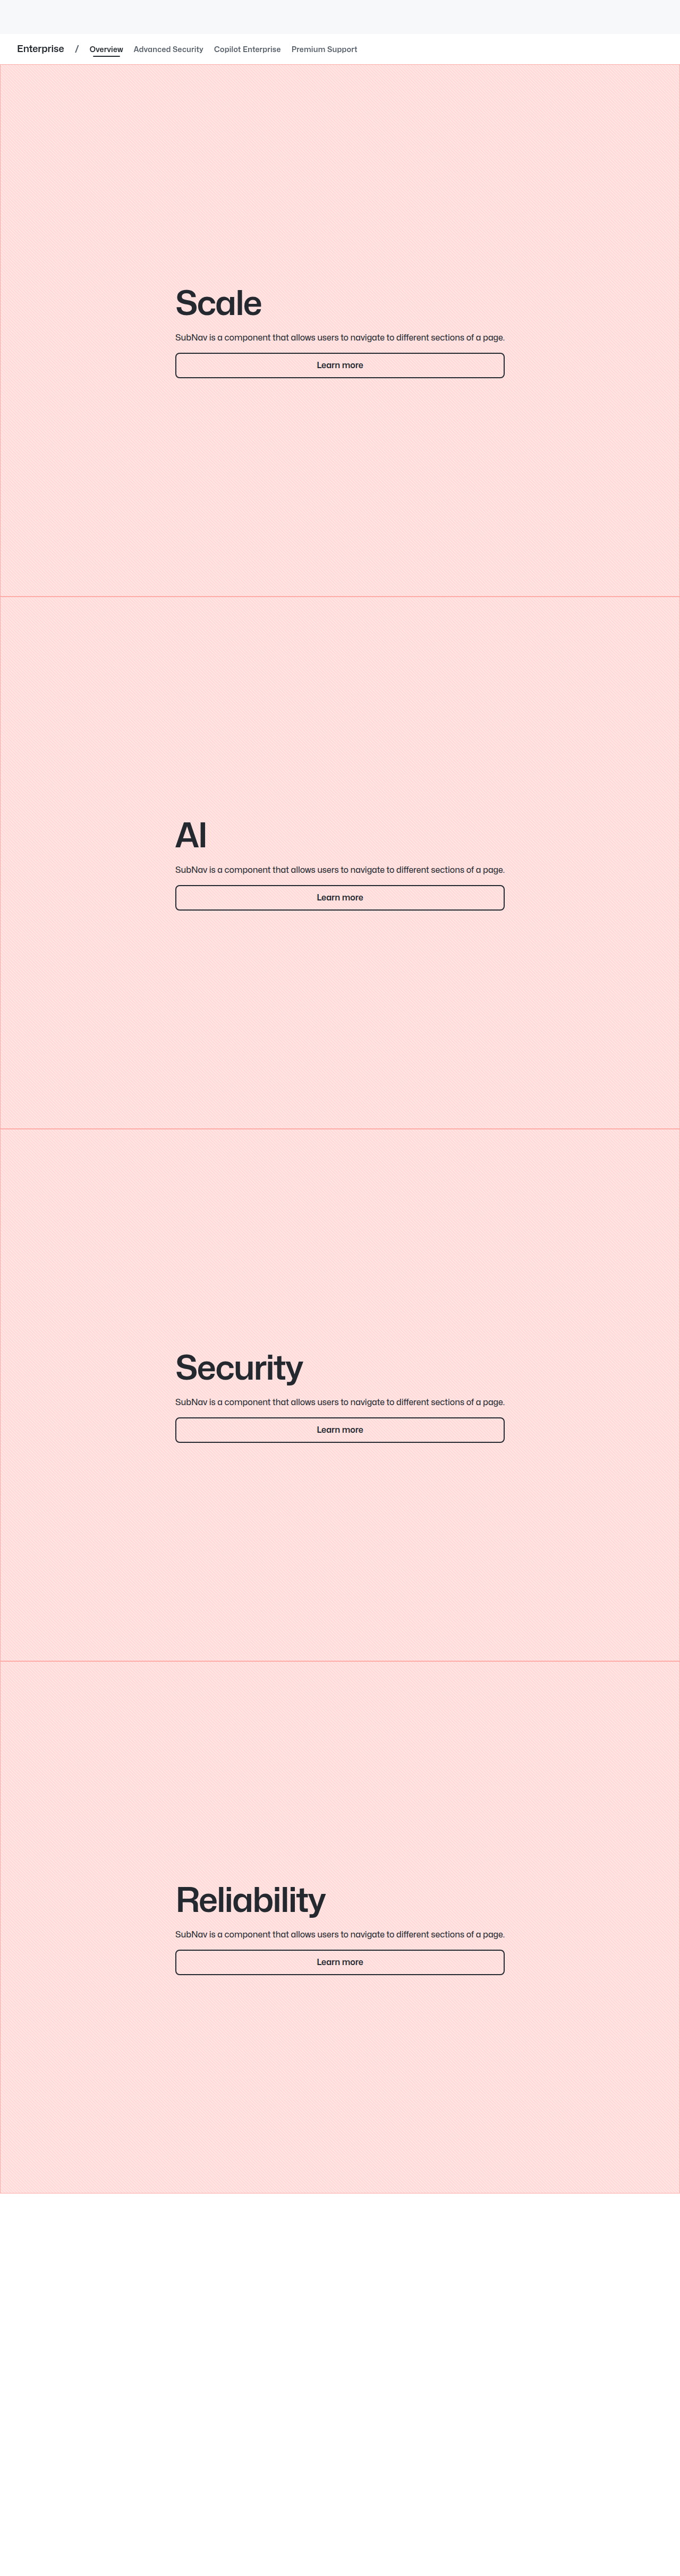 Enterprise / Overview Advanced Security Copilot Enterprise Premium Support
Scale
SubNav is a component that allows users to navigate to different sections of a page.
Learn more
AI
SubNav is a component that allows users to navigate to different sections of a page.
Learn more
Security
SubNav is a component that allows users to navigate to different sections of a page.
Learn more
Reliability
SubNav is a component that allows users to navigate to different sections of a page.
Learn more